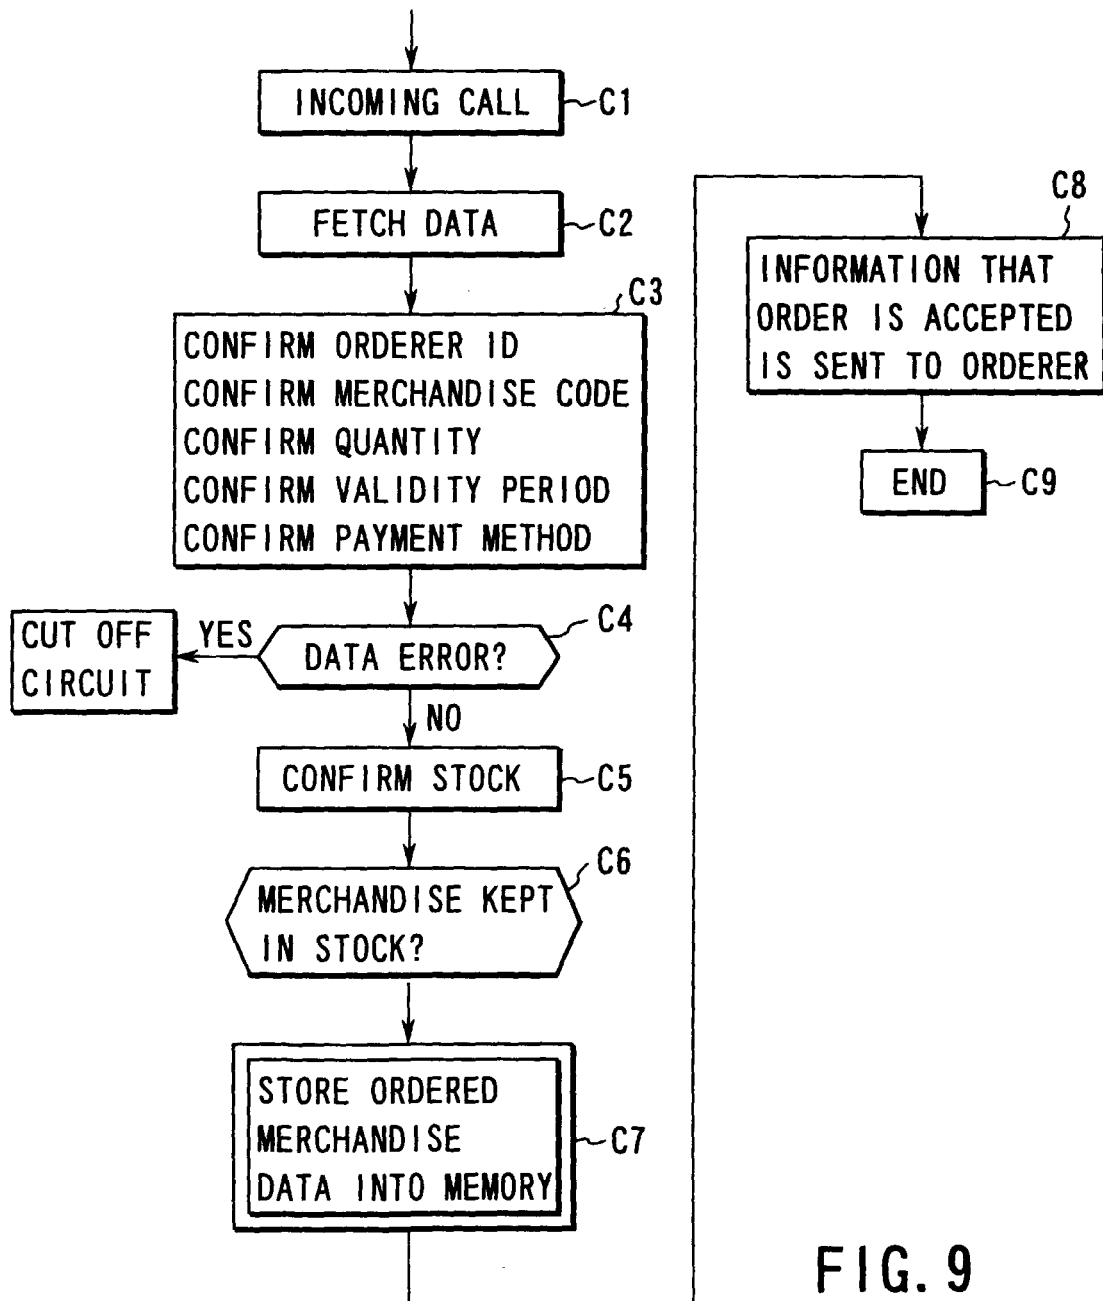 INCOMING CALL
C1
FETCH DATA
C2
C3
CONFIRM ORDERER ID
CONFIRM MERCHANDISE CODE
CONFIRM QUANTITY
CONFIRM VALIDITY PERIOD
CONFIRM PAYMENT METHOD
C4
DATA ERROR?
YES
CUT OFF
CIRCUIT
NO
CONFIRM STOCK
C5
C6
MERCHANDISE KEPT
IN STOCK?
STORE ORDERED
MERCHANDISE
DATA INTO MEMORY
C7
C8
INFORMATION THAT
ORDER IS ACCEPTED
IS SENT TO ORDERER
END
C9
FIG. 9